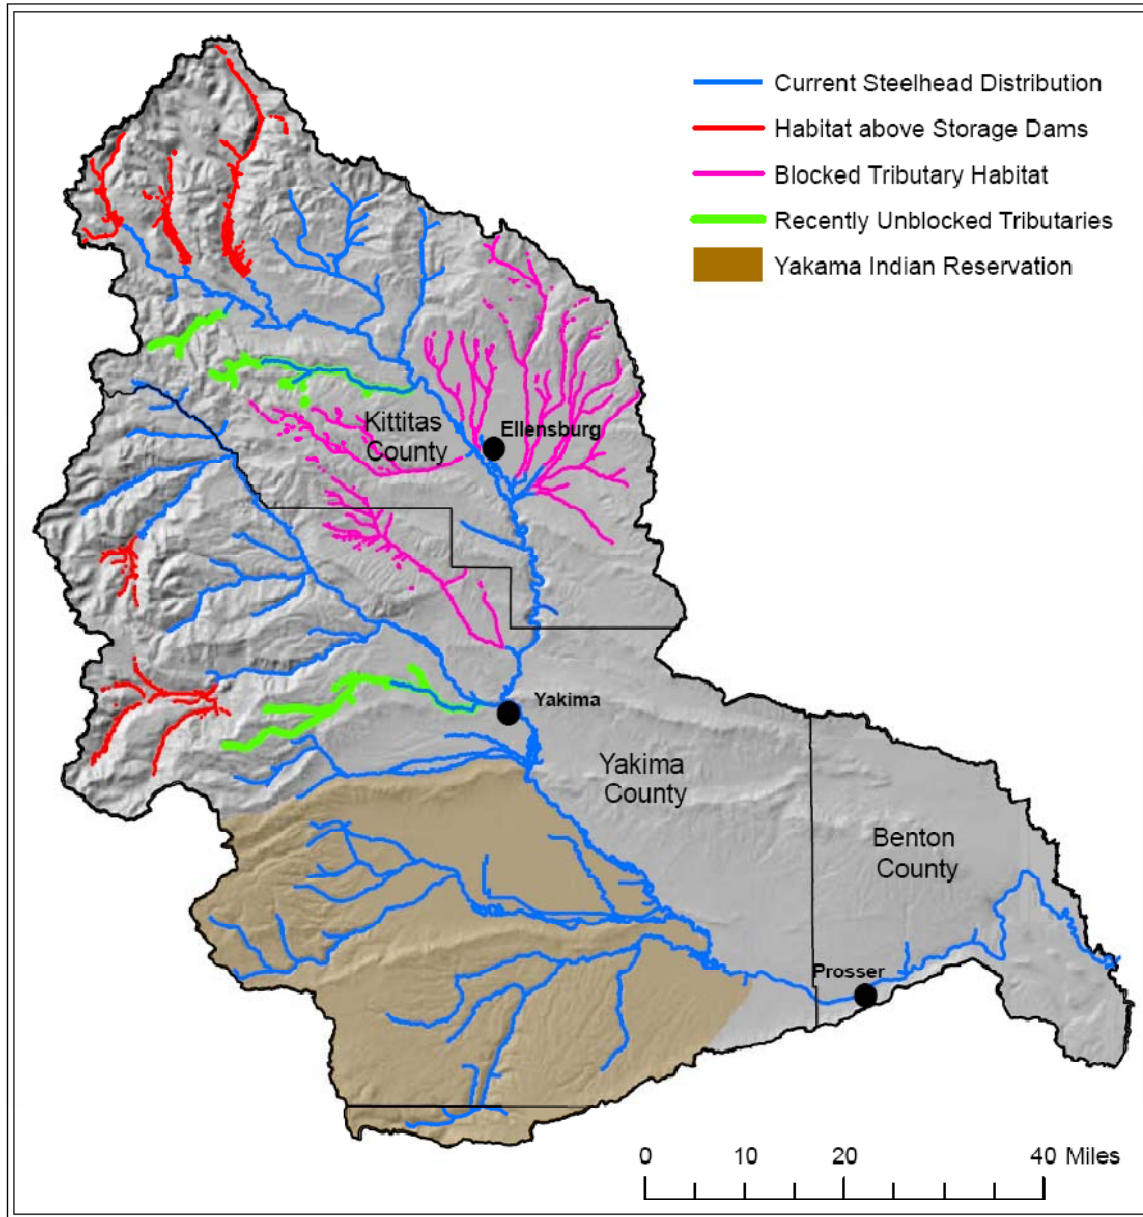 Current Steelhead Distribution
Habitat above Storage Dams
Blocked Tributary Habitat
Recently Unblocked Tributaries
Yakama Indian Reservation
Kittitas
County
Ellensburg
Yakima
Yakima
County
Benton
County
Prosser
0 10 20 40 Miles